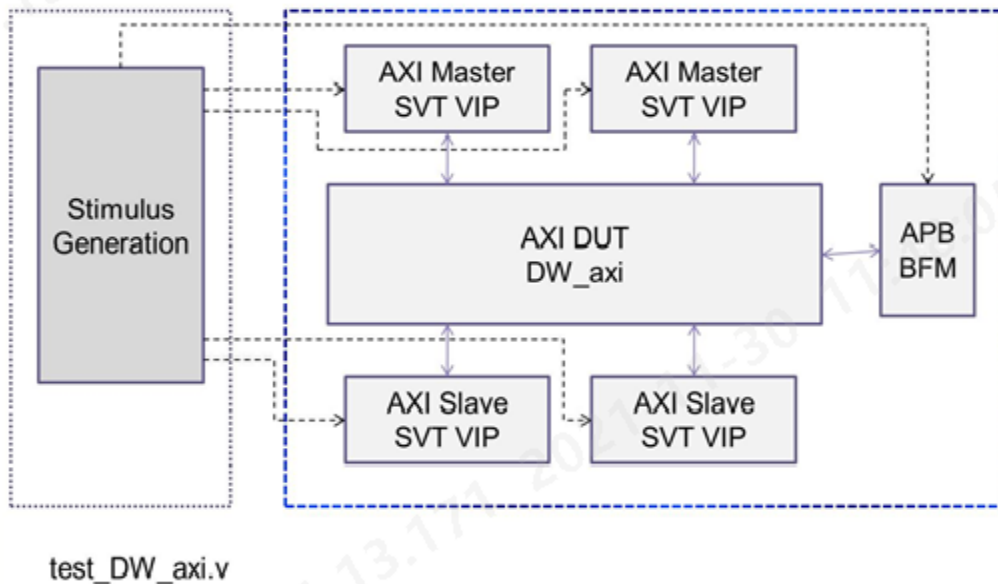 AXI Master
SVT VIP
AXI Master
SVT VIP
Stimulus
Generation
AXI DUT
DW_axi
APB
BFM
AXI Slave
SVT VIP
AXI Slave
SVT VIP
test_DW_axi.v